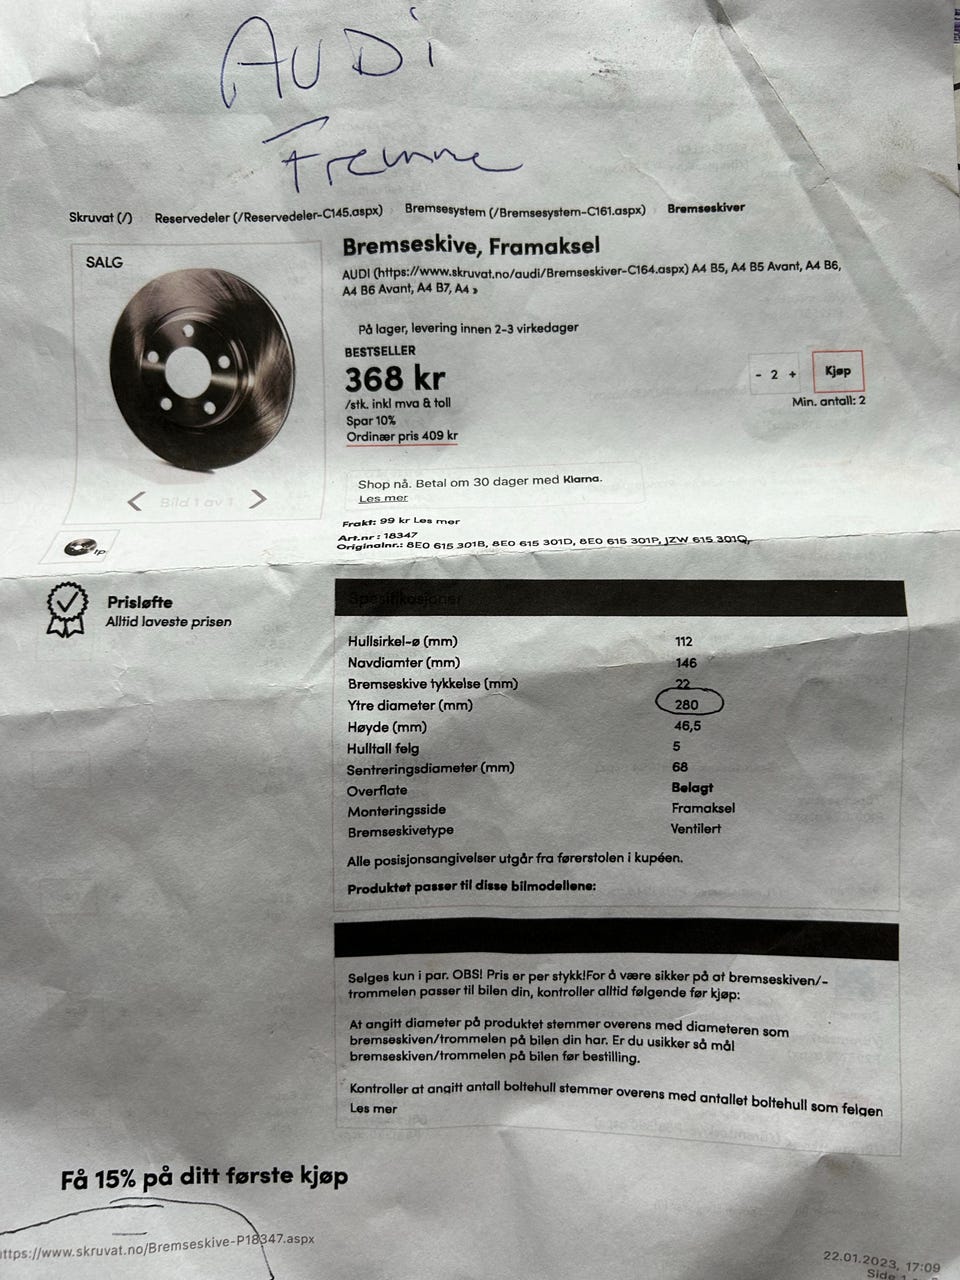 AUDi
Fremme
Skruvat (/) Reservedeler (/Reservedeler-C145.aspx) Bremsesystem (/Bremsesystem-C161.aspx) Bremseskiver
SALG
Bremseskive, Framaksel
AUDI (https://www.skruvat.no/audi/Bremseskiver-C164.aspx) A4 B5, A4 B5 Avant, A4 B6,
A4 B6 Avant, A4 B7, A4 ›
På lager, levering innen 2-3 virkedager
BESTSELLER
368 kr
- 2 + Kjøp
/stk. inkl mva & toll
Min. antall: 2
Spar 10%
Ordinær pris 409 kr
Shop nå. Betal om 30 dager med Klarna.
Les mer
Bild 1 av 1
Frakt: 99 kr Les mer
Art.nr : 18347
Originalnr.: 8E0 615 301B, 8E0 615 301D, 8E0 615 301P, JZW 615 301Q,
Prisløfte
Alltid laveste prisen
Spesifikasjoner
Hullsirkel-ø (mm) 112
Navdiamter (mm) 146
Bremseskive tykkelse (mm) 22
Ytre diameter (mm) 280
Høyde (mm) 46,5
Hulltall felg 5
Sentreringsdiameter (mm) 68
Overflate Belagt
Monteringsside Framaksel
Bremseskivetype Ventilert
Alle posisjonsangivelser utgår fra førerstolen i kupéen.
Produktet passer til disse bilmodellene:
Selges kun i par. OBS! Pris er per stykk!For å være sikker på at bremseskiven/-
trommelen passer til bilen din, kontroller alltid følgende før kjøp:
At angitt diameter på produktet stemmer overens med diameteren som
bremseskiven/trommelen på bilen din har. Er du usikker så mål
bremseskiven/trommelen på bilen før bestilling.
Kontroller at angitt antall boltehull stemmer overens med antallet boltehull som felgen
Les mer
Få 15% på ditt første kjøp
https://www.skruvat.no/Bremseskive-P18347.aspx
22.01.2023, 17:09
Side 1